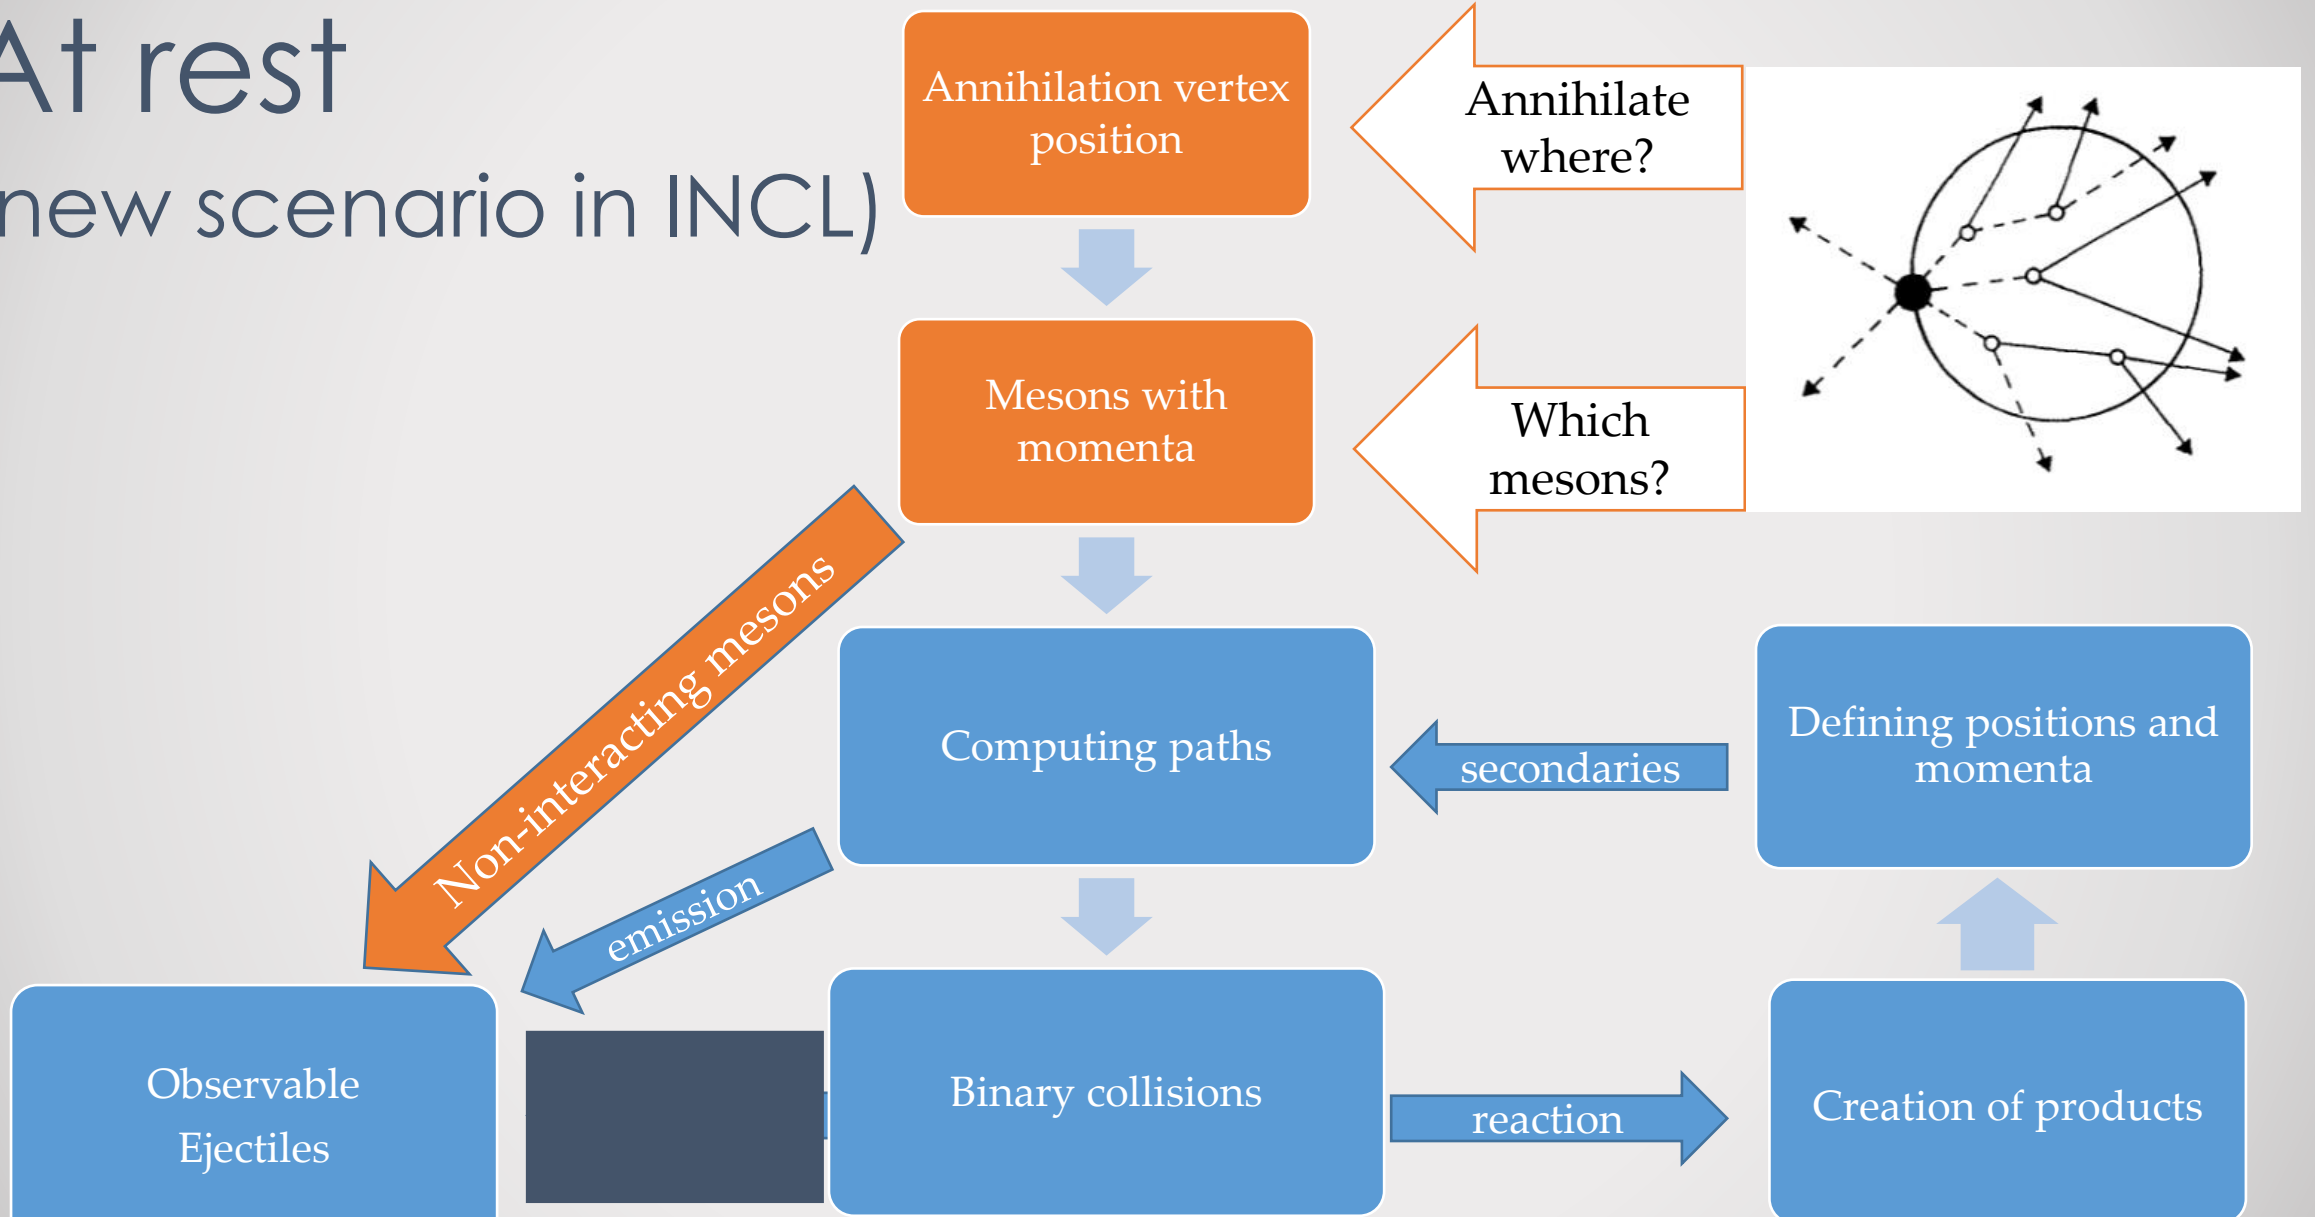 At rest
new scenario in INCL)
Annihilation vertex
position
Annihilate
where?
Mesons with
momenta
Which
mesons?
Non-interacting mesons
Computing paths
secondaries
Defining positions and
momenta
emission
Observable
Ejectiles
Binary collisions
reaction
Creation of products